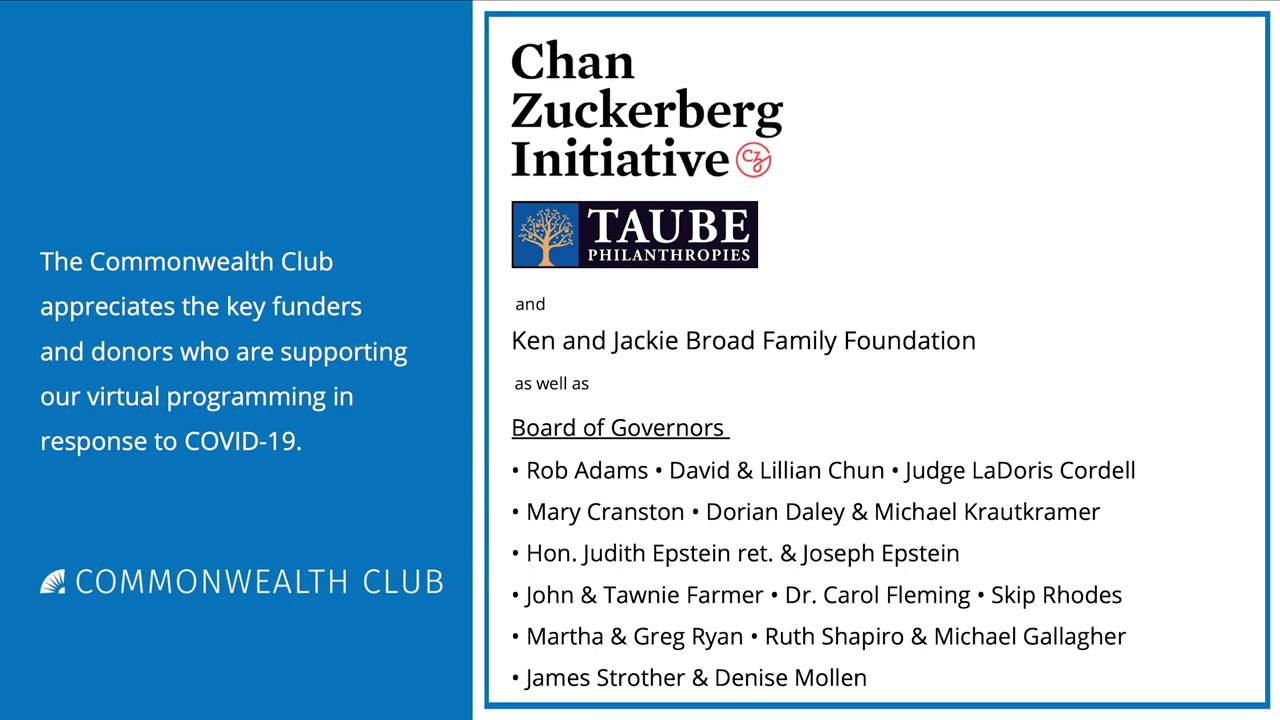 The Commonwealth Club
appreciates the key funders
and donors who are supporting
our virtual programming in
response to COVID-19.
COMMONWEALTH CLUB
Chan
Zuckerberg
Initiative
CZI
TAUBE
PHILANTHROPIES
and
Ken and Jackie Broad Family Foundation
as well as
Board of Governors
• Rob Adams • David & Lillian Chun • Judge LaDoris Cordell
• Mary Cranston • Dorian Daley & Michael Krautkramer
• Hon. Judith Epstein ret. & Joseph Epstein
• John & Tawnie Farmer • Dr. Carol Fleming • Skip Rhodes
• Martha & Greg Ryan • Ruth Shapiro & Michael Gallagher
• James Strother & Denise Mollen